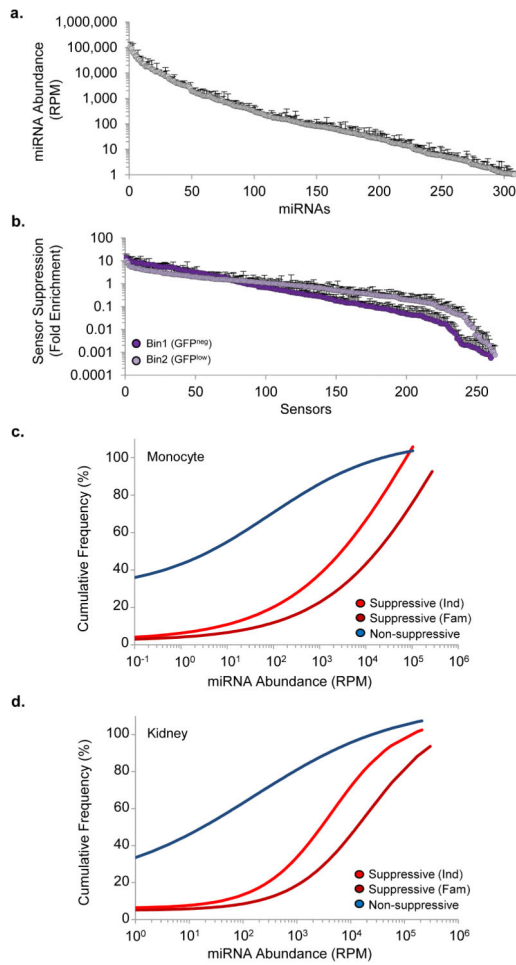 a.
miRNA Abundance
(RPM)
1,000,000
100,000
10,000
1,000
100
10
1
0
50
100
150
200
250
300
miRNAs
b.
Sensor Suppression
(Fold Enrichment)
100
10
1
0.1
0.01
0.001
0.0001
Bin1 (GFPⁿᵉᵍ)
Bin2 (GFPˡᵒʷ)
0
50
100
150
200
250
Sensors
c.
Monocyte
Cumulative Frequency (%)
100
80
60
40
20
0
Suppressive (Ind)
Suppressive (Fam)
Non-suppressive
10⁻¹
10⁰
10¹
10²
10³
10⁴
10⁵
10⁶
miRNA Abundance (RPM)
d.
Kidney
Cumulative Frequency (%)
100
80
60
40
20
0
Suppressive (Ind)
Suppressive (Fam)
Non-suppressive
10⁰
10¹
10²
10³
10⁴
10⁵
10⁶
miRNA Abundance (RPM)